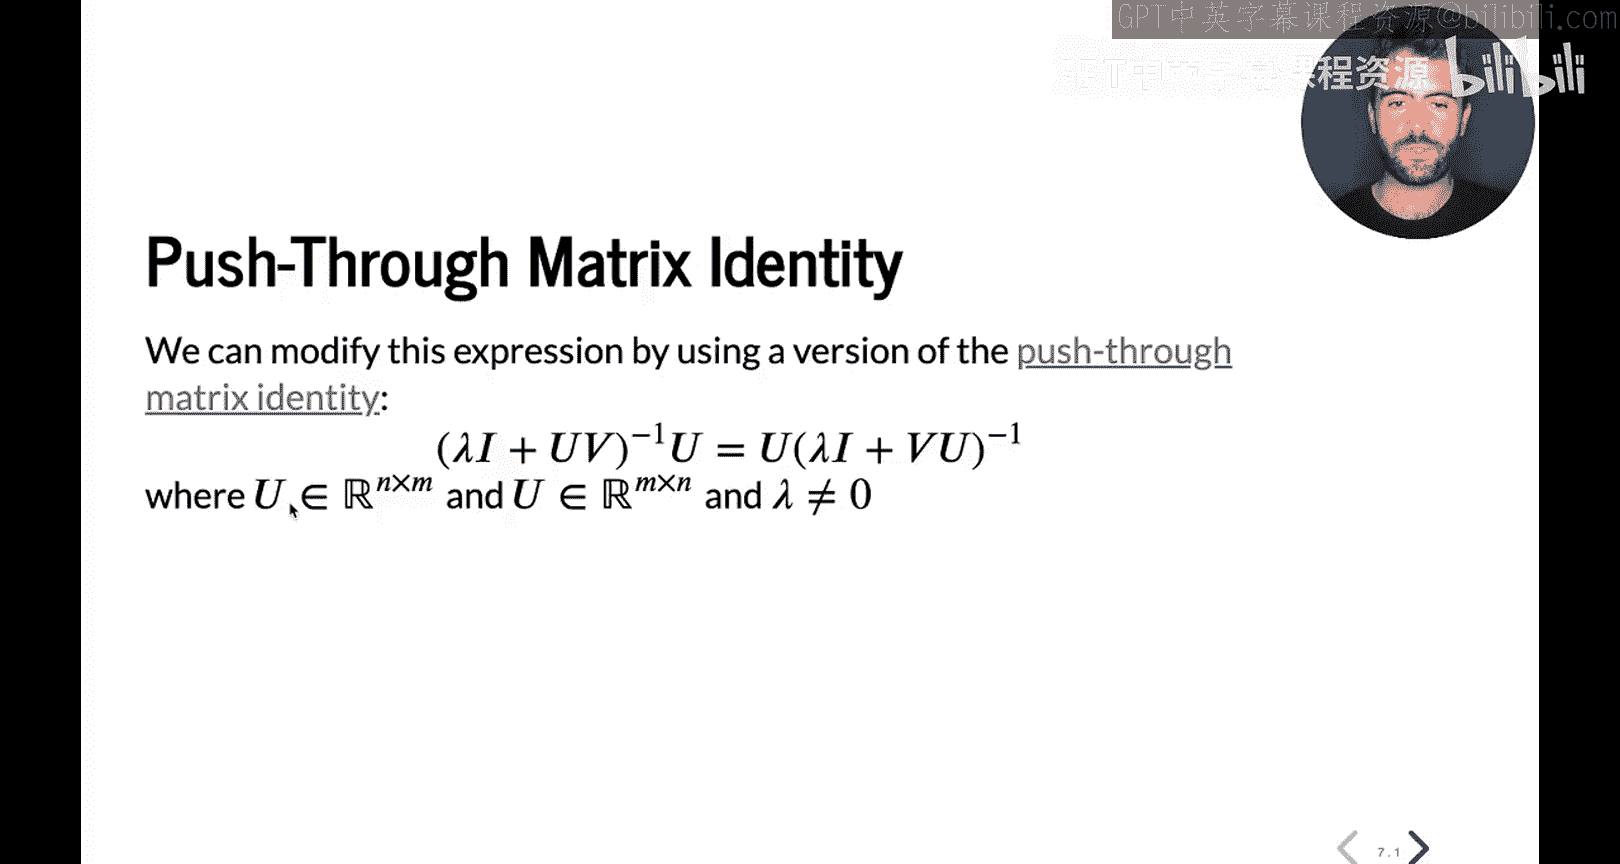 GPT中英字幕课程资源@bilibili.com
课程资源 bilibili
Push-Through Matrix Identity
We can modify this expression by using a version of the push-through
matrix identity:
(λI + UV)⁻¹U = U(λI + VU)⁻¹
where U ∈ ℝⁿˣᵐ and U ∈ ℝᵐˣⁿ and λ ≠ 0
7.1